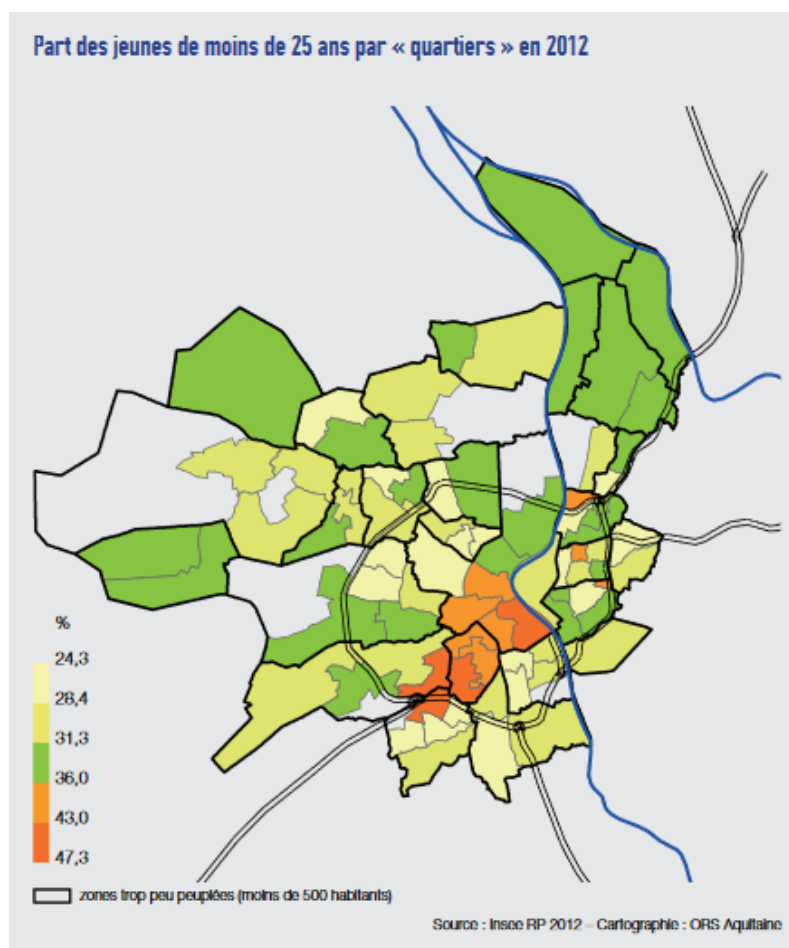 Part des jeunes de moins de 25 ans par « quartiers » en 2012
%
24,3
28,4
31,3
36,0
43,0
47,3
zones trop peu peuplées (moins de 500 habitants)
Source : Insee RP 2012 – Cartographie : ORS Aquitaine